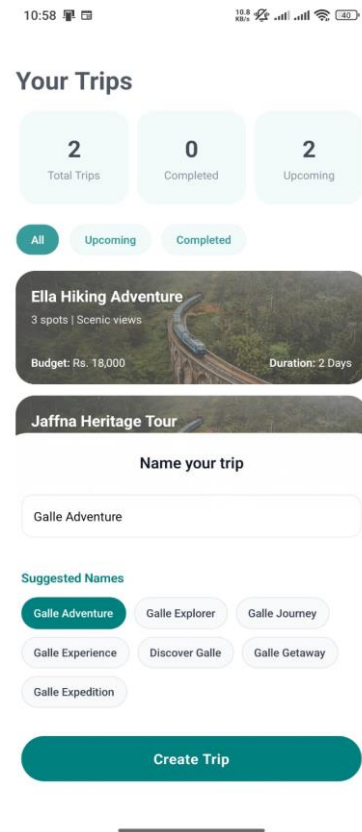 10:58
10.8
KB/s
40
Your Trips
2 0 2
Total Trips Completed Upcoming
All Upcoming Completed
Ella Hiking Adventure
3 spots | Scenic views
Budget: Rs. 18,000 Duration: 2 Days
Jaffna Heritage Tour
Name your trip
Galle Adventure
Suggested Names
Galle Adventure Galle Explorer Galle Journey
Galle Experience Discover Galle Galle Getaway
Galle Expedition
Create Trip